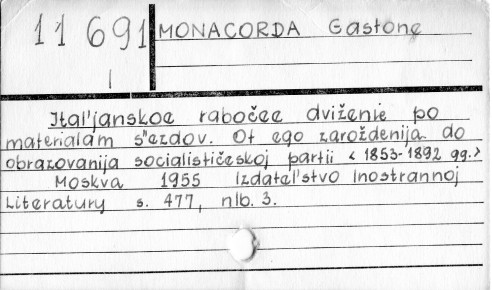 11 691
I
MONACORDA Gastone
Ital'janskoe rabočee dviženie po
materialam s"ezdov. Ot ego zaroždenija do
obrazovanija socialističeskoj partii < 1853-1892 gg.>
Moskva 1955 Izdatel'stvo Inostrannoj
Literatury s. 477, nlb. 3.